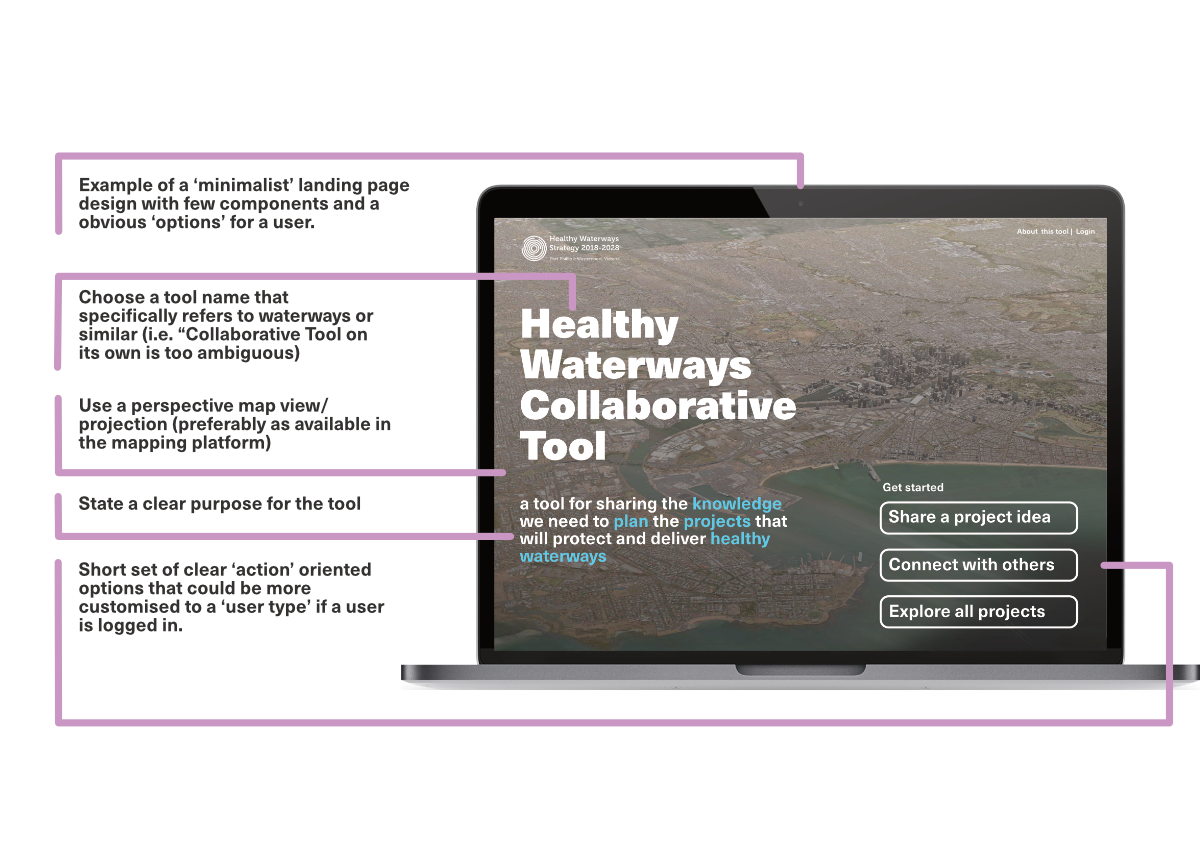 Example of a ‘minimalist’ landing page
design with few components and a
obvious ‘options’ for a user.
Choose a tool name that
specifically refers to waterways or
similar (i.e. “Collaborative Tool on
its own is too ambiguous)
Use a perspective map view/
projection (preferably as available in
the mapping platform)
State a clear purpose for the tool
Short set of clear ‘action’ oriented
options that could be more
customised to a ‘user type’ if a user
is logged in.
Healthy Waterways
Strategy 2018-2028
About this tool | Login
Healthy
Waterways
Collaborative
Tool
a tool for sharing the knowledge
we need to plan the projects that
will protect and deliver healthy
waterways
Get started
Share a project idea
Connect with others
Explore all projects